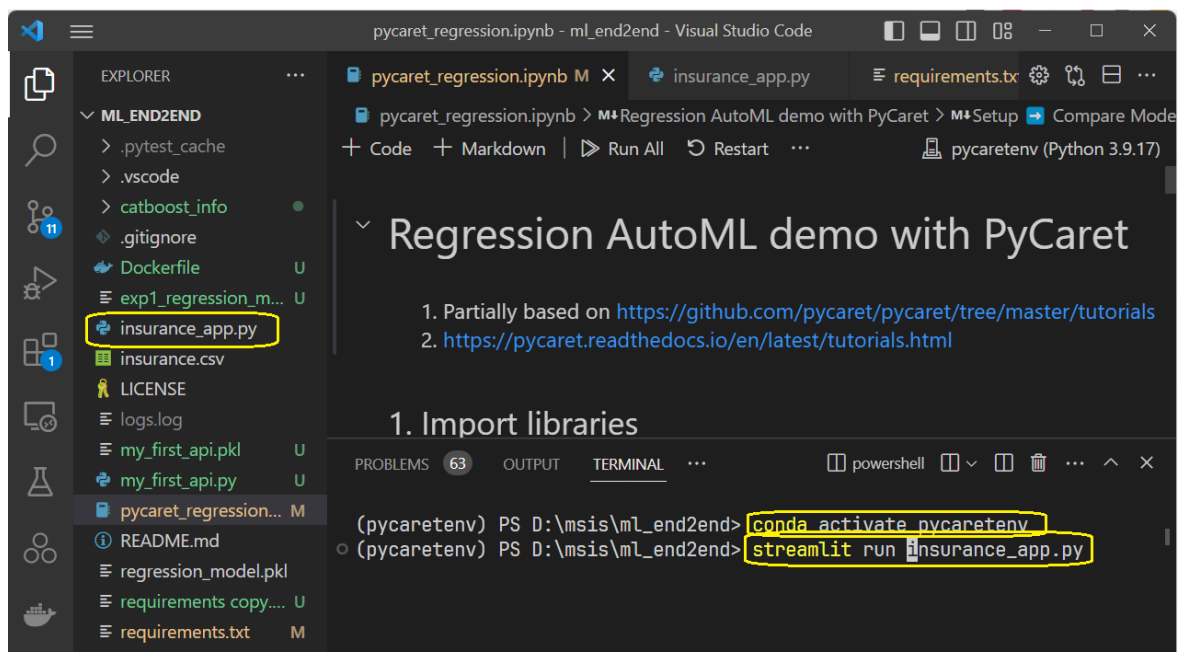 pycaret_regression.ipynb - ml_end2end - Visual Studio Code
EXPLORER
ML_END2END
.pytest_cache
.vscode
catboost_info
.gitignore
Dockerfile U
exp1_regression_m... U
insurance_app.py
insurance.csv
LICENSE
logs.log
my_first_api.pkl U
my_first_api.py U
pycaret_regression... M
README.md
regression_model.pkl
requirements copy.... U
requirements.txt M
11
1
pycaret_regression.ipynb M
insurance_app.py
requirements.tx
pycaret_regression.ipynb > M↓Regression AutoML demo with PyCaret > M↓Setup Compare Mode
+ Code + Markdown | Run All Restart ... pycaretenv (Python 3.9.17)
Regression AutoML demo with PyCaret
1. Partially based on https://github.com/pycaret/pycaret/tree/master/tutorials
2. https://pycaret.readthedocs.io/en/latest/tutorials.html
1. Import libraries
PROBLEMS 63 OUTPUT TERMINAL ... powershell
(pycaretenv) PS D:\msis\ml_end2end> conda activate pycaretenv
(pycaretenv) PS D:\msis\ml_end2end> streamlit run insurance_app.py